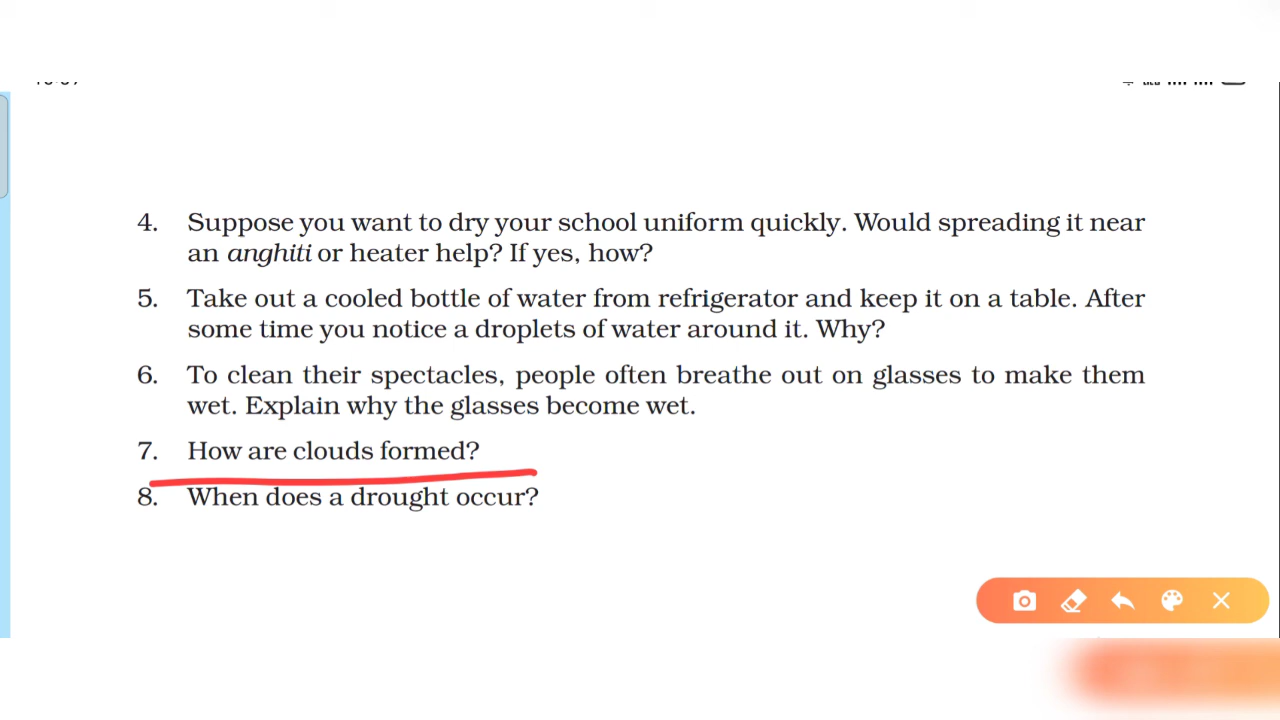 4. Suppose you want to dry your school uniform quickly. Would spreading it near
an anghiti or heater help? If yes, how?
5. Take out a cooled bottle of water from refrigerator and keep it on a table. After
some time you notice a droplets of water around it. Why?
6. To clean their spectacles, people often breathe out on glasses to make them
wet. Explain why the glasses become wet.
7. How are clouds formed?
8. When does a drought occur?